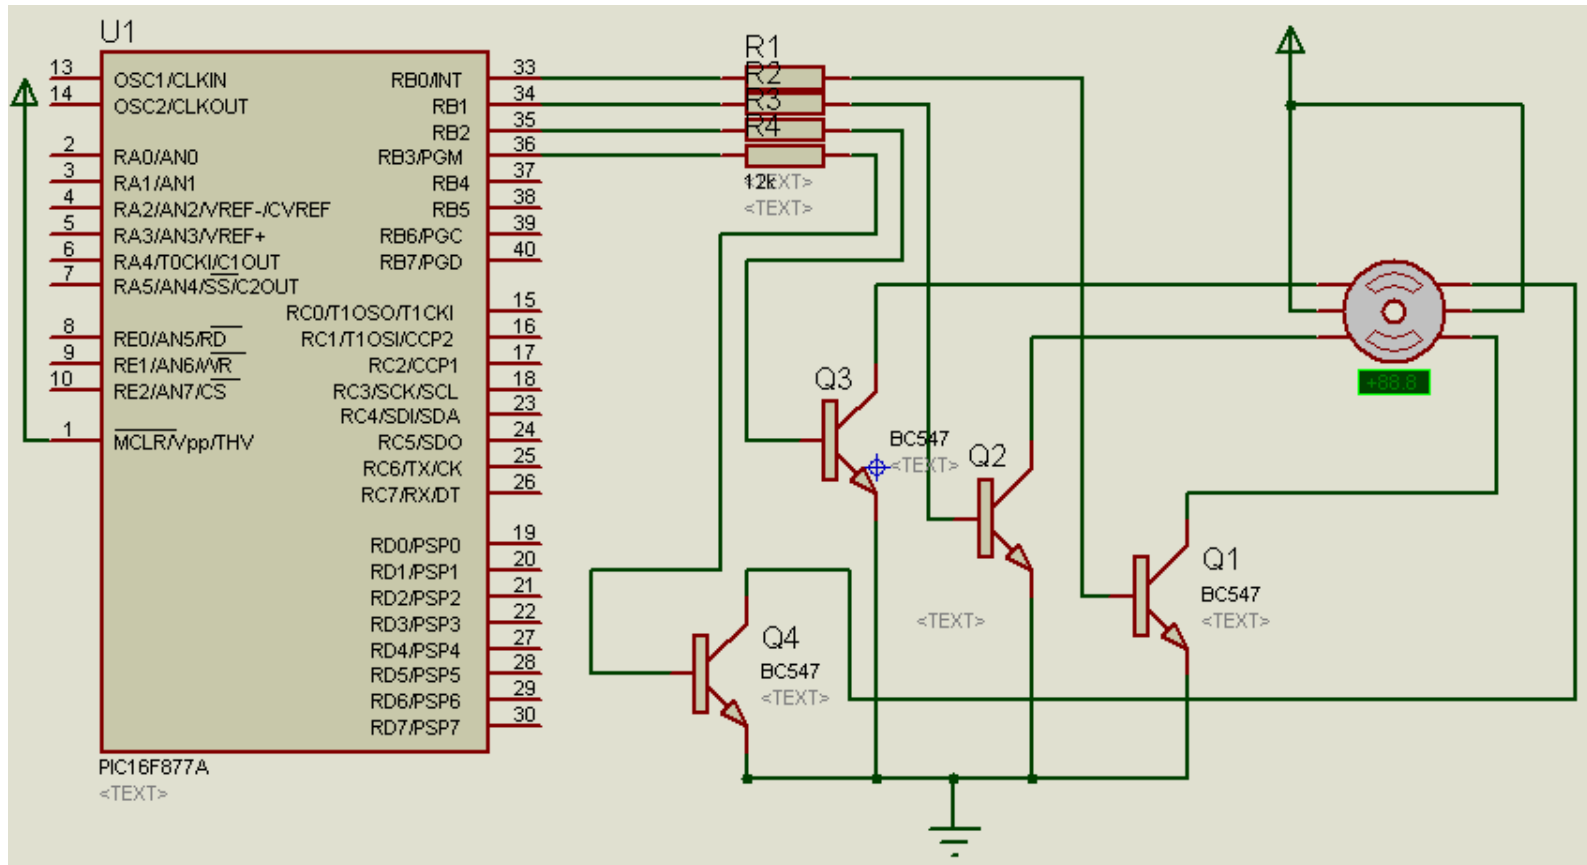 U1
13 OSC1/CLKIN
14 OSC2/CLKOUT
2 RA0/AN0
3 RA1/AN1
4 RA2/AN2/VREF-/CVREF
5 RA3/AN3/VREF+
6 RA4/T0CKI/C1OUT
7 RA5/AN4/SS/C2OUT
8 RE0/AN5/RD
9 RE1/AN6/WR
10 RE2/AN7/CS
1 MCLR/Vpp/THV
RB0/INT 33
RB1 34
RB2 35
RB3/PGM 36
RB4 37
RB5 38
RB6/PGC 39
RB7/PGD 40
RC0/T1OSO/T1CKI 15
RC1/T1OSI/CCP2 16
RC2/CCP1 17
RC3/SCK/SCL 18
RC4/SDI/SDA 23
RC5/SDO 24
RC6/TX/CK 25
RC7/RX/DT 26
RD0/PSP0 19
RD1/PSP1 20
RD2/PSP2 21
RD3/PSP3 22
RD4/PSP4 27
RD5/PSP5 28
RD6/PSP6 29
RD7/PSP7 30
PIC16F877A
<TEXT>
R1
R2
R3
R4
12k
<TEXT>
<TEXT>
Q3
BC547
<TEXT>
Q2
<TEXT>
Q1
BC547
<TEXT>
Q4
BC547
<TEXT>
+88.8